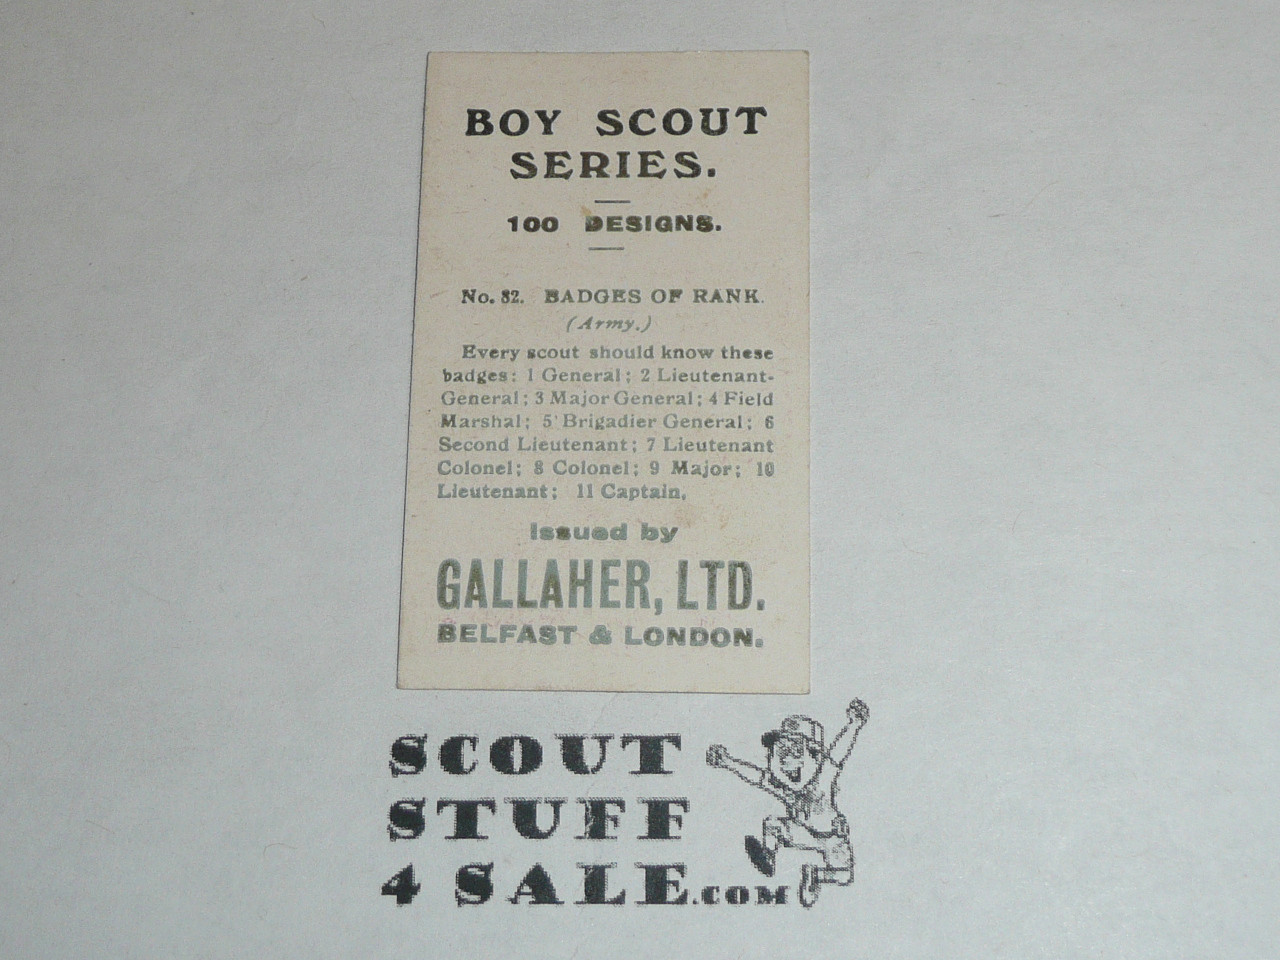 BOY SCOUT
SERIES.
100 DESIGNS.
No. 82. BADGES OF RANK.
(Army.)
Every scout should know these
badges: 1 General; 2 Lieutenant-
General; 3 Major General; 4 Field
Marshal; 5 Brigadier General; 6
Second Lieutenant; 7 Lieutenant
Colonel; 8 Colonel; 9 Major; 10
Lieutenant; 11 Captain.
Issued by
GALLAHER, LTD.
BELFAST & LONDON.
SCOUT
STUFF
4 SALE.COM